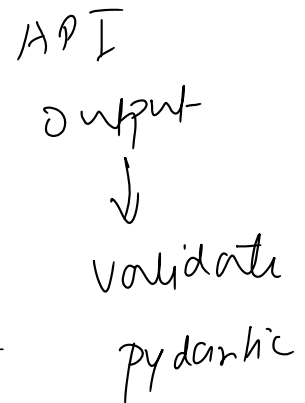 API
output
↓
validate
pydantic